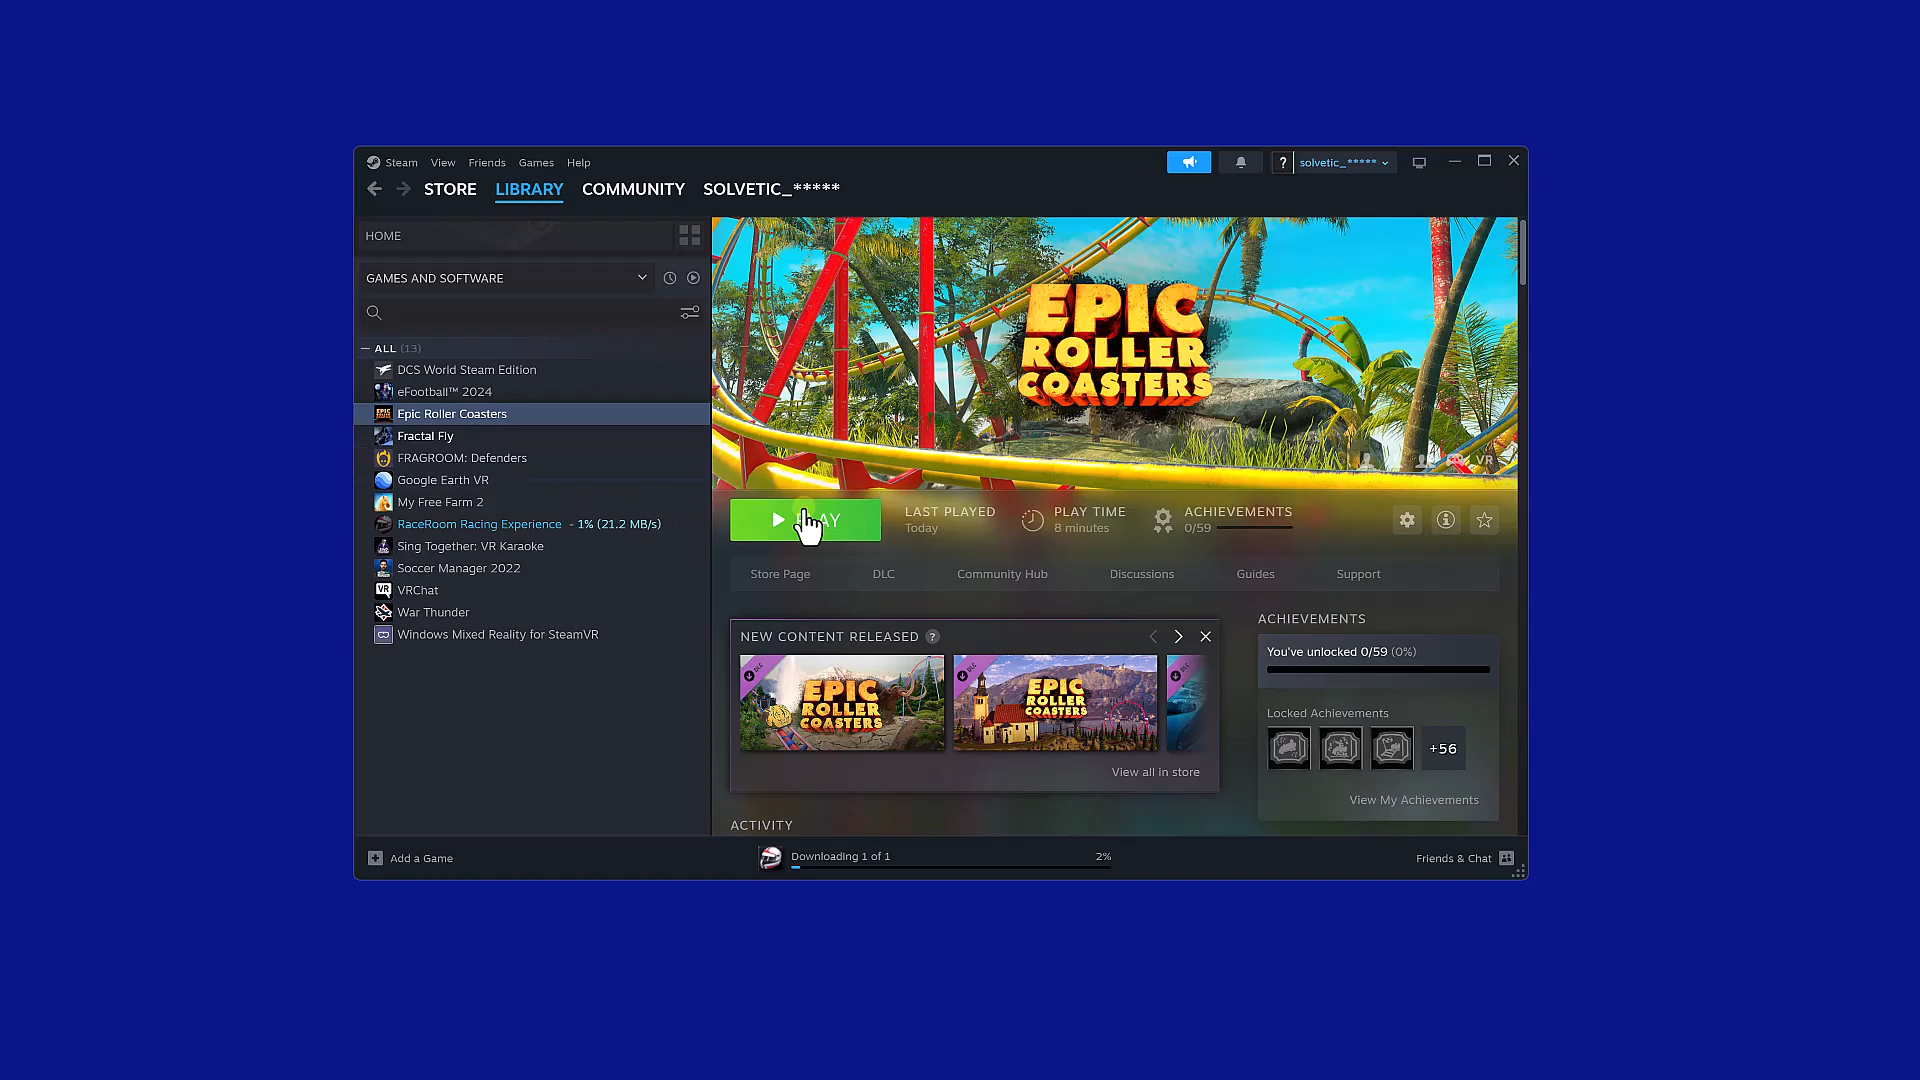 Steam View Friends Games Help
? solvetic_*****
STORE LIBRARY COMMUNITY SOLVETIC_*****
HOME
GAMES AND SOFTWARE
ALL (13)
DCS World Steam Edition
eFootball™ 2024
Epic Roller Coasters
Fractal Fly
FRAGROOM: Defenders
Google Earth VR
My Free Farm 2
RaceRoom Racing Experience - 1% (21.2 MB/s)
Sing Together: VR Karaoke
Soccer Manager 2022
VRChat
War Thunder
Windows Mixed Reality for SteamVR
EPIC
ROLLER
COASTERS
VR
LAST PLAYED
Today
PLAY TIME
8 minutes
ACHIEVEMENTS
0/59
Store Page DLC Community Hub Discussions Guides Support
NEW CONTENT RELEASED ?
DLC
EPIC
ROLLER
COASTERS
DLC
EPIC
ROLLER
COASTERS
DLC
View all in store
ACHIEVEMENTS
You've unlocked 0/59 (0%)
Locked Achievements
+56
View My Achievements
ACTIVITY
Add a Game
Downloading 1 of 1 2%
Friends & Chat